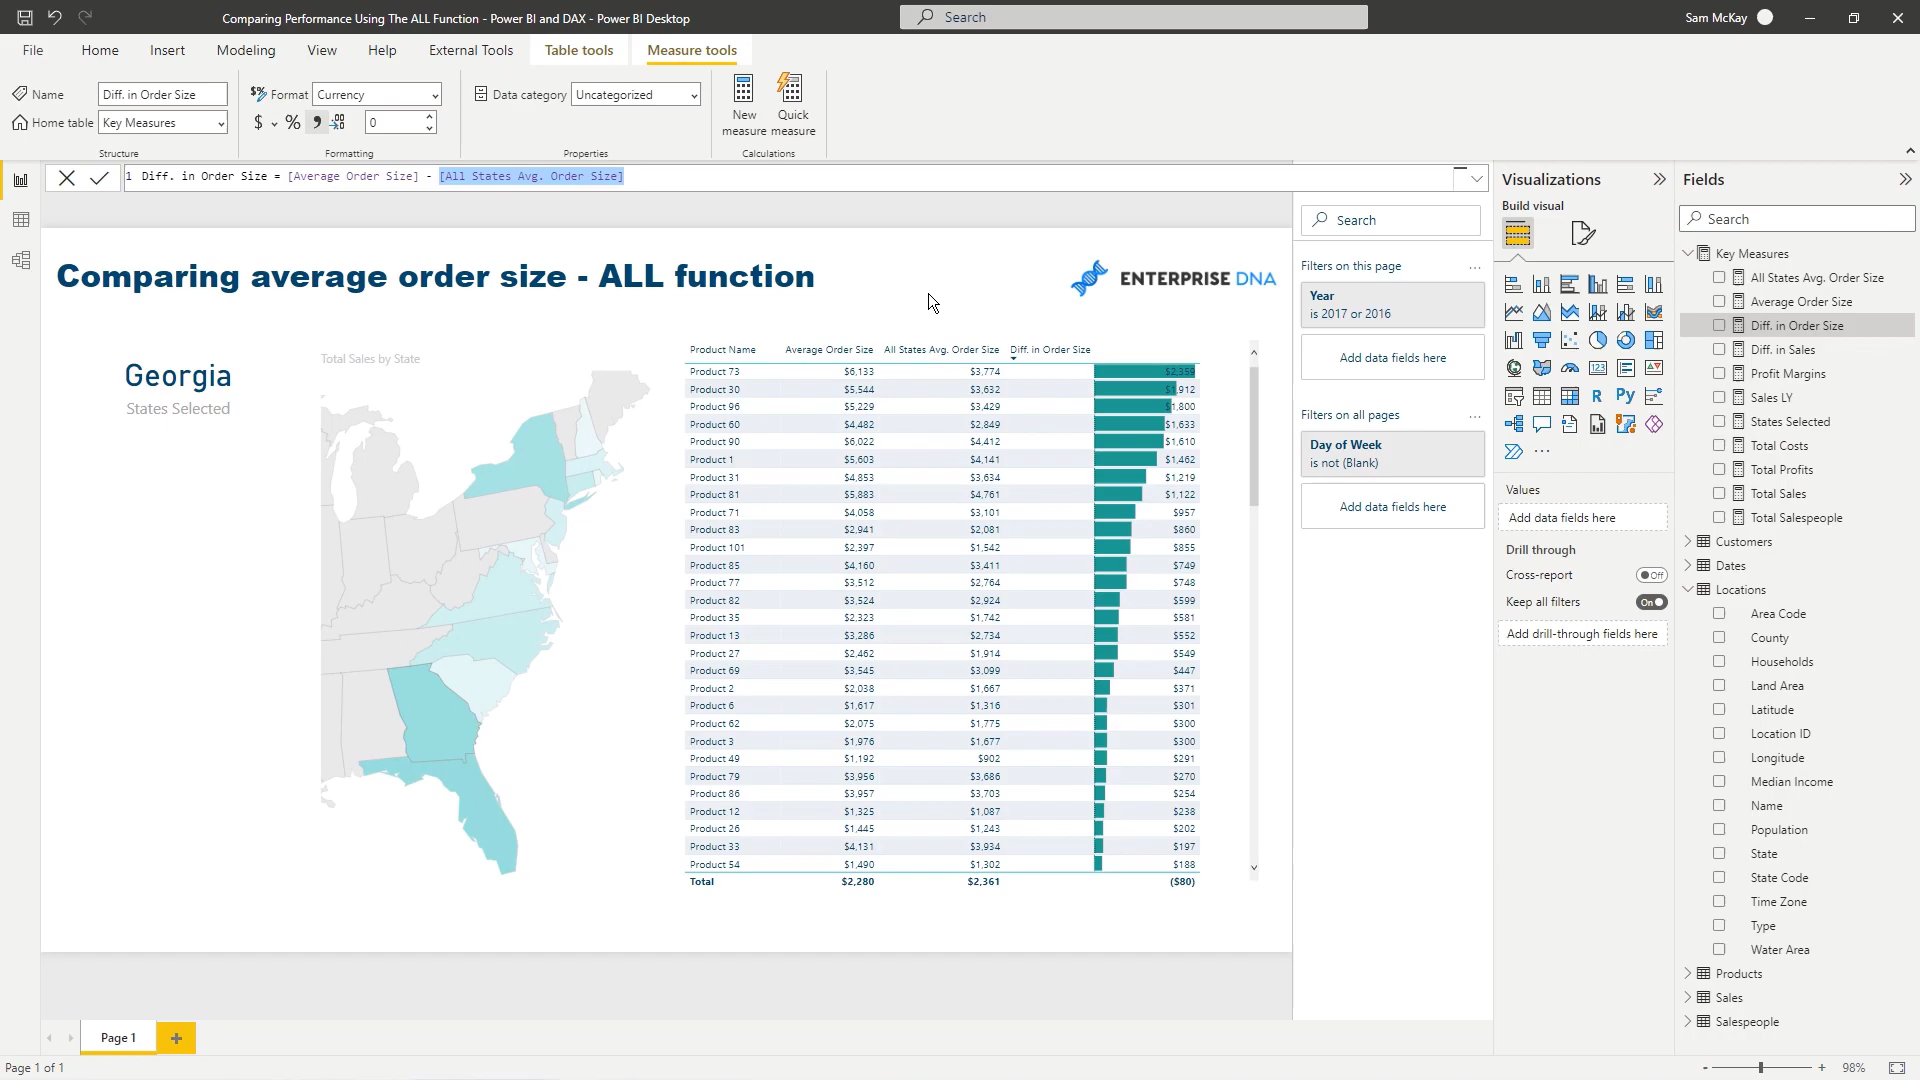 Comparing Performance Using The ALL Function - Power BI and DAX - Power BI Desktop
Search
Sam McKay
File
Home
Insert
Modeling
View
Help
External Tools
Table tools
Measure tools
Name
Diff. in Order Size
Home table
Key Measures
Structure
Format
Currency
$
%
0
Formatting
Data category
Uncategorized
Properties
New
measure
Quick
measure
Calculations
1 Diff. in Order Size = [Average Order Size] - [All States Avg. Order Size]
Comparing average order size - ALL function
ENTERPRISE DNA
Georgia
States Selected
Total Sales by State
Product Name Average Order Size All States Avg. Order Size Diff. in Order Size
Product 73 $6,133 $3,774 $2,359
Product 30 $5,544 $3,632 $1,912
Product 96 $5,229 $3,429 $1,800
Product 60 $4,482 $2,849 $1,633
Product 90 $6,022 $4,412 $1,610
Product 1 $5,603 $4,141 $1,462
Product 31 $4,853 $3,634 $1,219
Product 81 $5,883 $4,761 $1,122
Product 71 $4,058 $3,101 $957
Product 83 $2,941 $2,081 $860
Product 101 $2,397 $1,542 $855
Product 85 $4,160 $3,411 $749
Product 77 $3,512 $2,764 $748
Product 82 $3,524 $2,924 $599
Product 35 $2,323 $1,742 $581
Product 13 $3,286 $2,734 $552
Product 27 $2,462 $1,914 $549
Product 69 $3,545 $3,099 $447
Product 2 $2,038 $1,667 $371
Product 6 $1,617 $1,316 $301
Product 62 $2,075 $1,775 $300
Product 3 $1,976 $1,677 $300
Product 49 $1,192 $902 $291
Product 79 $3,956 $3,686 $270
Product 86 $3,957 $3,703 $254
Product 12 $1,325 $1,087 $238
Product 26 $1,445 $1,243 $202
Product 33 $4,131 $3,934 $197
Product 54 $1,490 $1,302 $188
Total $2,280 $2,361 ($80)
Search
Filters on this page
Year
is 2017 or 2016
Add data fields here
Filters on all pages
Day of Week
is not (Blank)
Add data fields here
Visualizations
Build visual
R
Py
123
Values
Add data fields here
Drill through
Cross-report
Off
Keep all filters
On
Add drill-through fields here
Fields
Search
Key Measures
All States Avg. Order Size
Average Order Size
Diff. in Order Size
Diff. in Sales
Profit Margins
Sales LY
States Selected
Total Costs
Total Profits
Total Sales
Total Salespeople
Customers
Dates
Locations
Area Code
County
Households
Land Area
Latitude
Location ID
Longitude
Median Income
Name
Population
State
State Code
Time Zone
Type
Water Area
Products
Sales
Salespeople
Page 1
Page 1 of 1
98%